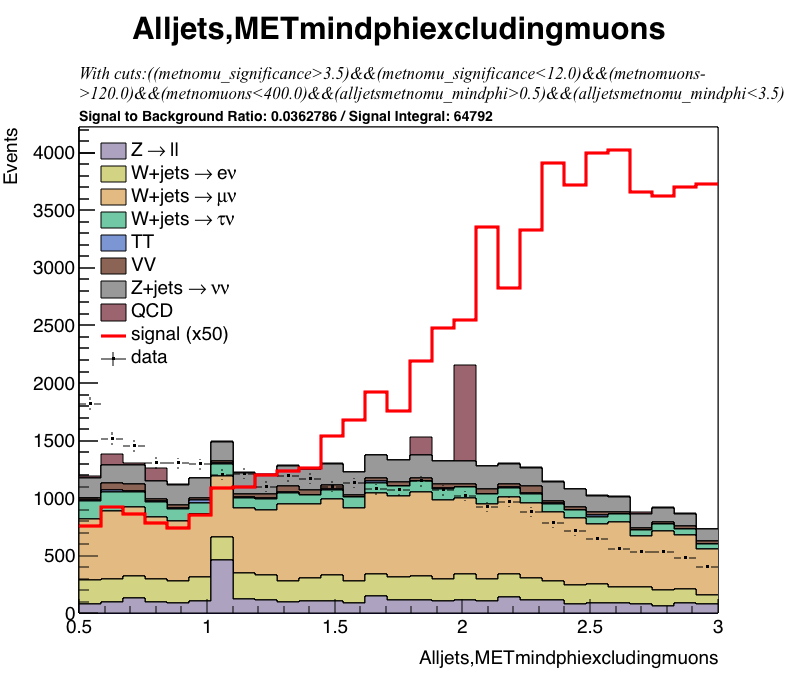 Alljets,METmindphiexcludingmuons
With cuts:((metnomu_significance>3.5)&&(metnomu_significance<12.0)&&(metnomuons-
>120.0)&&(metnomuons<400.0)&&(alljetsmetnomu_mindphi>0.5)&&(alljetsmetnomu_mindphi<3.5)
Signal to Background Ratio: 0.0362786 / Signal Integral: 64792
Events
4000
3500
3000
2500
2000
1500
1000
500
0
Z→ll
W+jets→eν
W+jets→μν
W+jets→τν
TT
VV
Z+jets→νν
QCD
signal (x50)
data
0.5 1 1.5 2 2.5 3
Alljets,METmindphiexcludingmuons